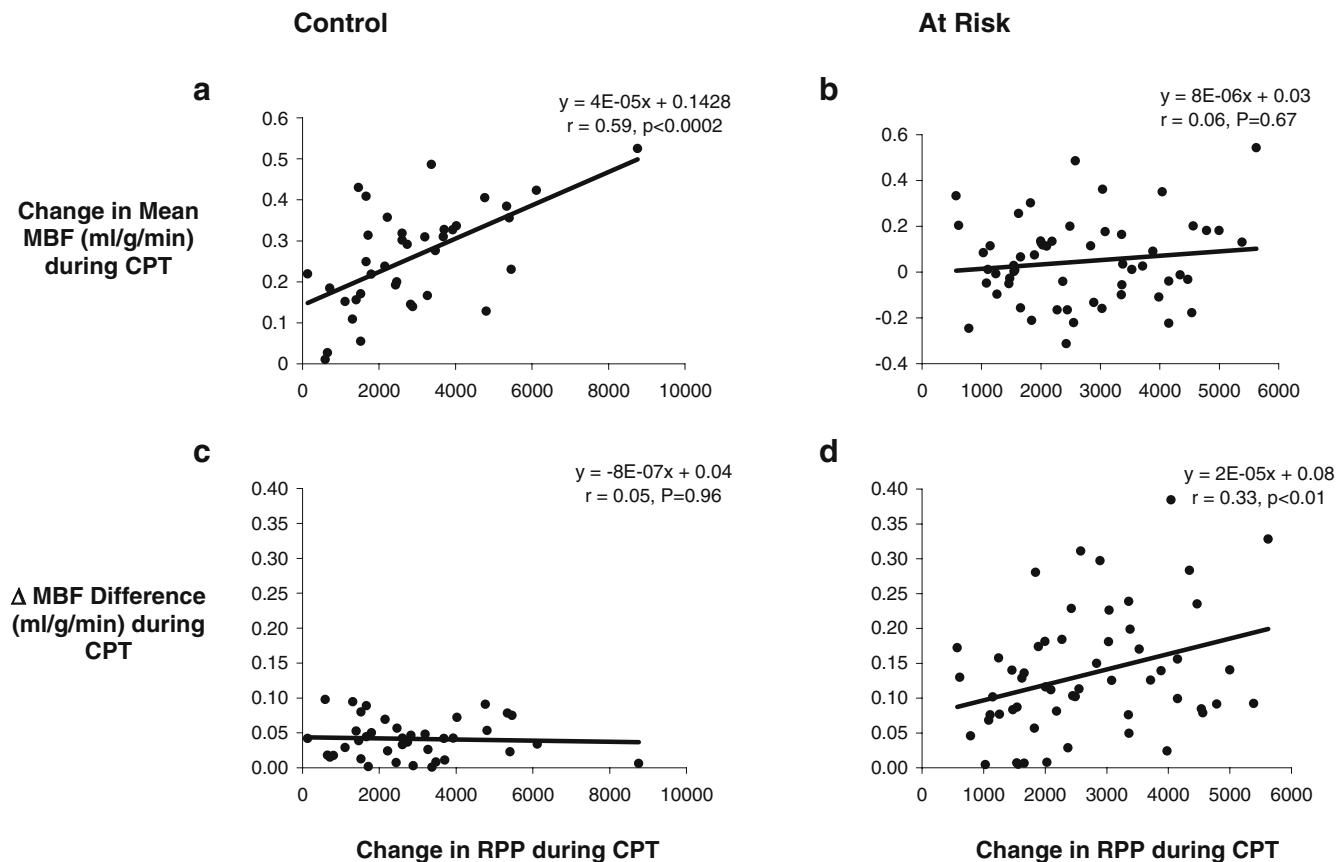 Control
At Risk
a
y = 4E-05x + 0.1428
r = 0.59, p<0.0002
0.6
0.5
0.4
0.3
0.2
0.1
0
0
2000
4000
6000
8000
10000
b
y = 8E-06x + 0.03
r = 0.06, P=0.67
0.6
0.4
0.2
0
-0.2
-0.4
0
1000
2000
3000
4000
5000
6000
Change in Mean
MBF (ml/g/min)
during CPT
c
y = -8E-07x + 0.04
r = 0.05, P=0.96
0.40
0.35
0.30
0.25
0.20
0.15
0.10
0.05
0.00
0
2000
4000
6000
8000
10000
d
y = 2E-05x + 0.08
r = 0.33, p<0.01
0.40
0.35
0.30
0.25
0.20
0.15
0.10
0.05
0.00
0
1000
2000
3000
4000
5000
6000
Δ MBF Difference
(ml/g/min) during
CPT
Change in RPP during CPT
Change in RPP during CPT